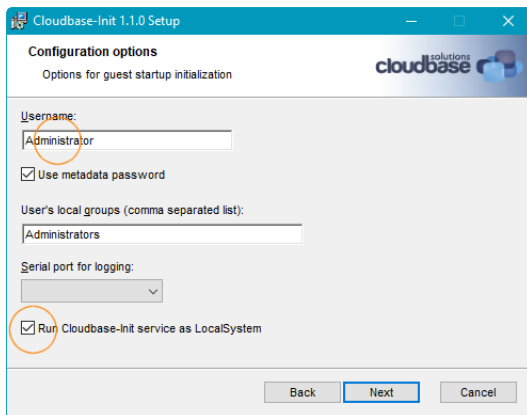 Cloudbase-Init 1.1.0 Setup
Configuration options
Options for guest startup initialization
solutions
cloudbase
Username:
Administrator
Use metadata password
User's local groups (comma separated list):
Administrators
Serial port for logging:
Run Cloudbase-Init service as LocalSystem
Back Next Cancel